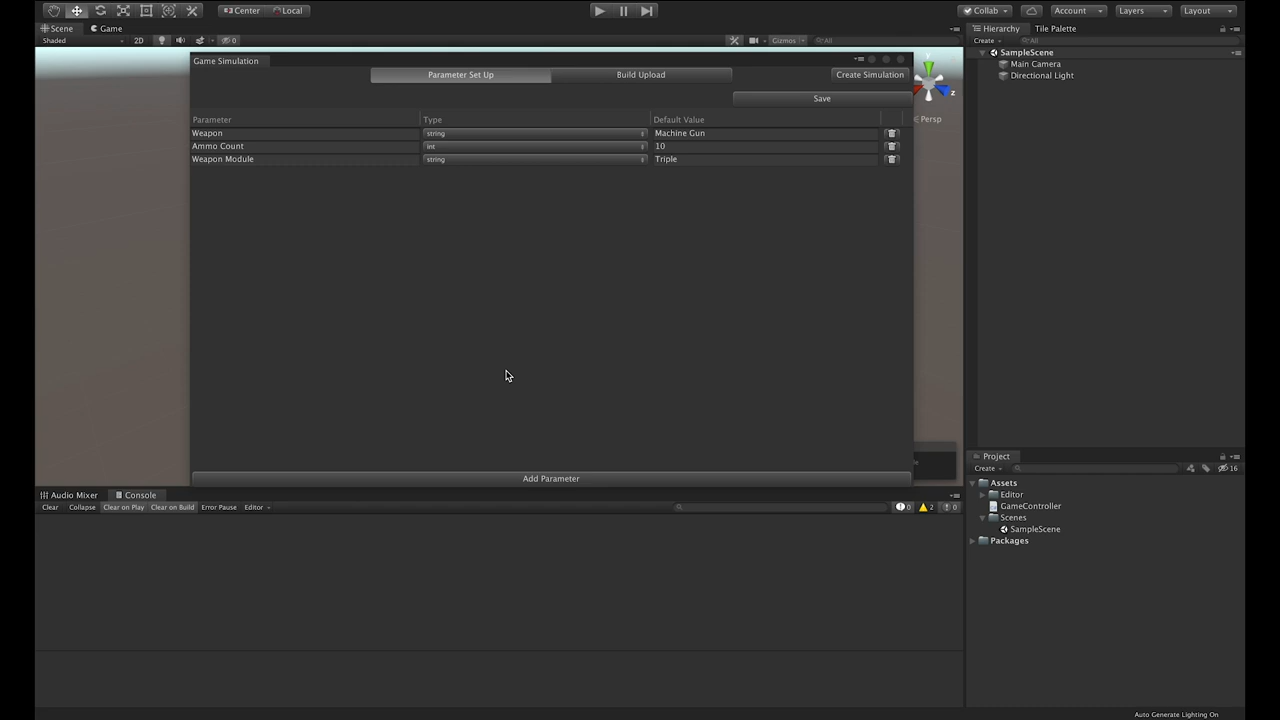 Center Local Collab Account Layers Layout
Scene Game Hierarchy Tile Palette
Shaded 2D 0 Gizmos All Create All
SampleScene
Main Camera
Directional Light
Game Simulation
Parameter Set Up Build Upload Create Simulation
Save
Parameter Type Default Value
Weapon string Machine Gun
Ammo Count int 10
Weapon Module string Triple
Add Parameter
z
Persp
Project
Create 16
Assets
Editor
GameController
Scenes
SampleScene
Packages
Audio Mixer Console
Clear Collapse Clear on Play Clear on Build Error Pause Editor 0 2 0
Auto Generate Lighting On